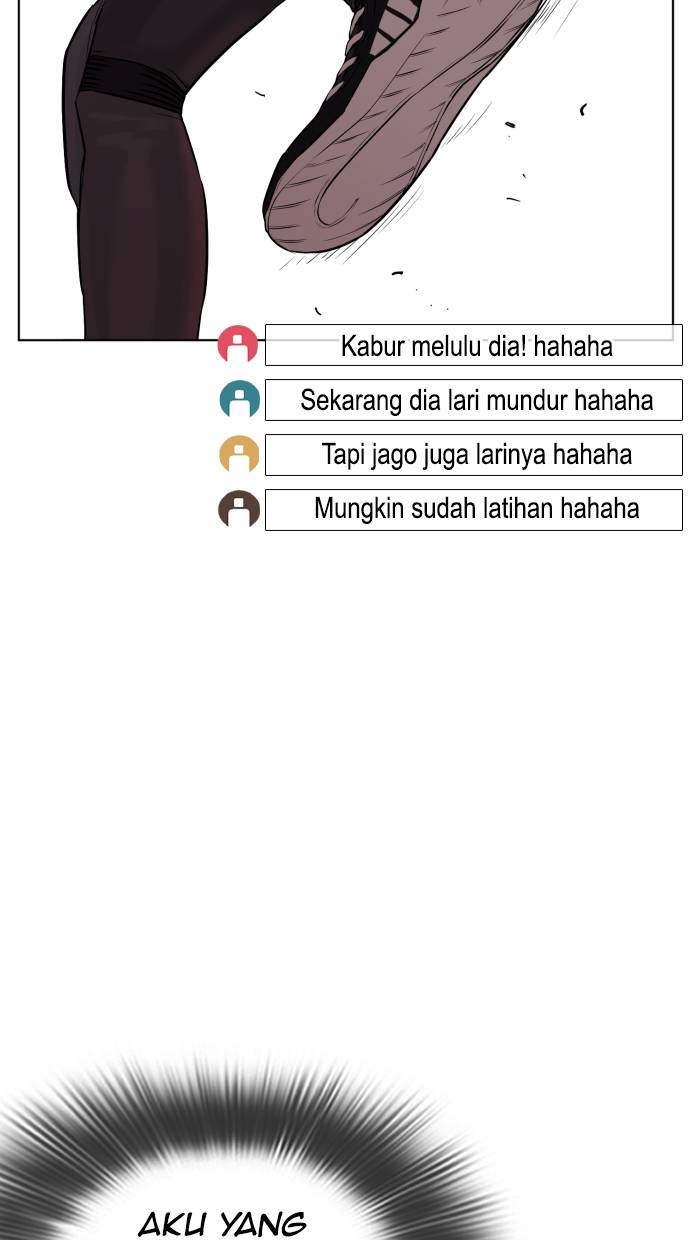 Kabur melulu dia! hahaha
Sekarang dia lari mundur hahaha
Tapi jago juga larinya hahaha
Mungkin sudah latihan hahaha
AKU YANG